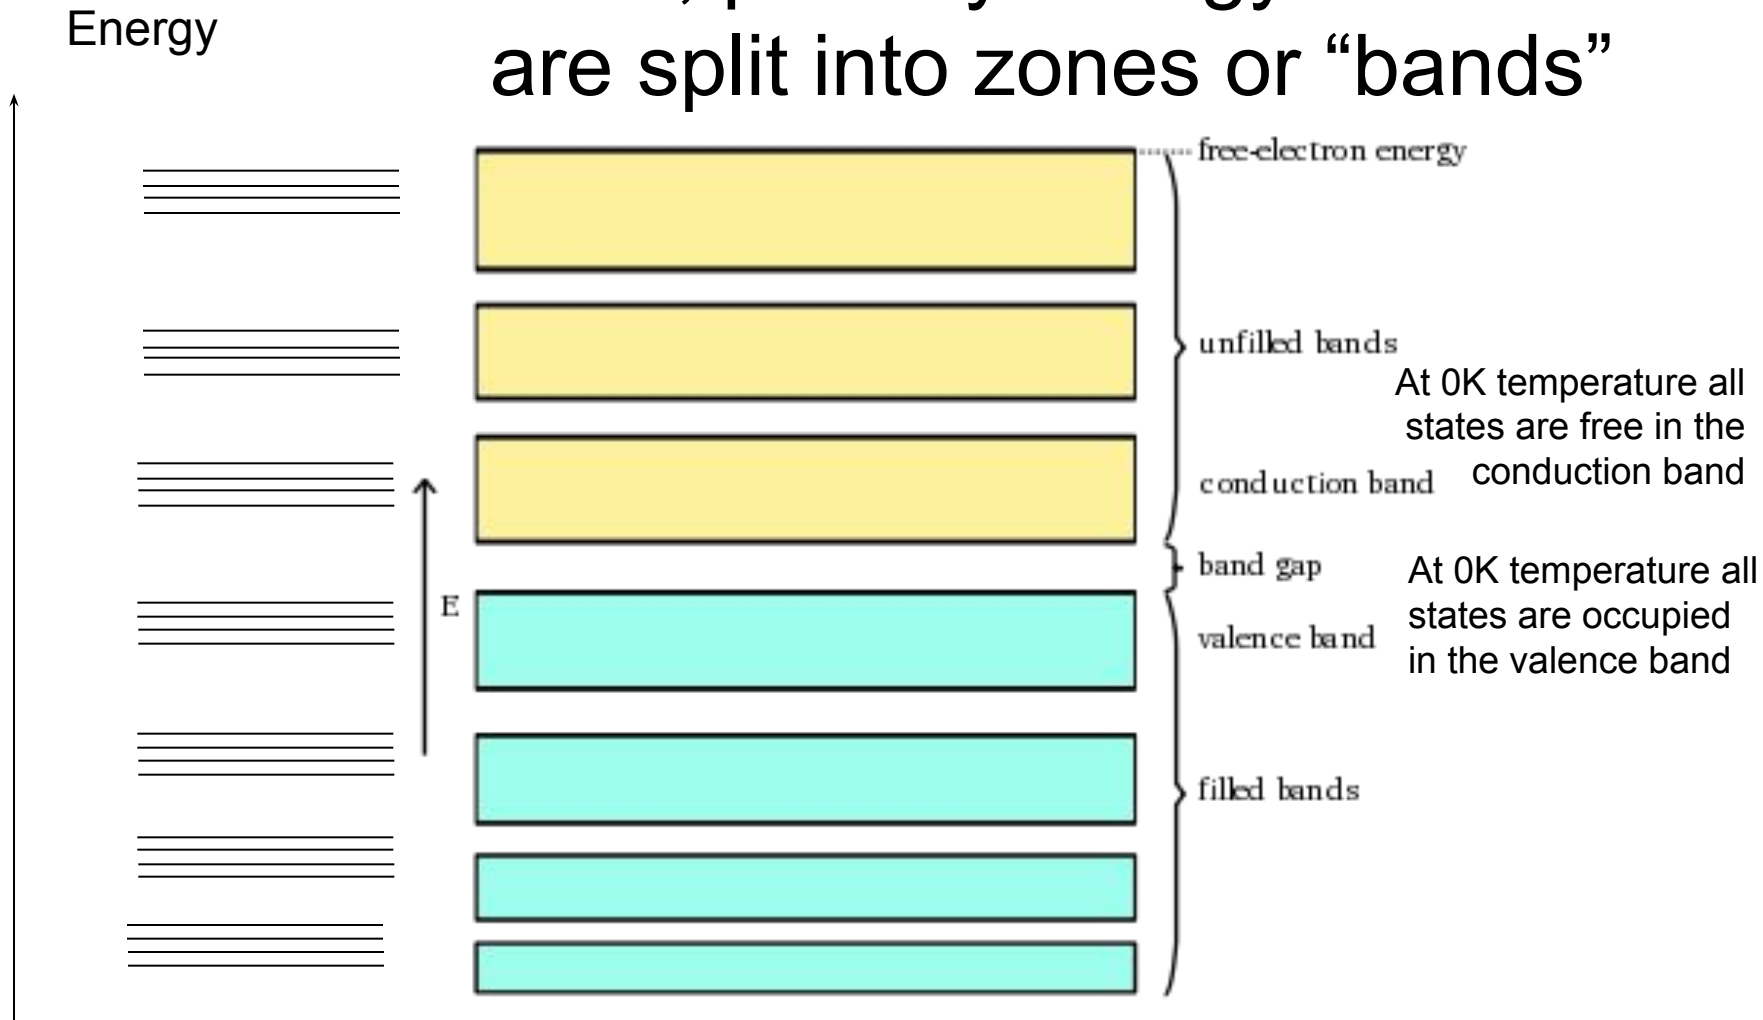 Energy
are split into zones or “bands”
free-electron energy
unfilled bands
At 0K temperature all
states are free in the
conduction band
conduction band
band gap
At 0K temperature all
states are occupied
in the valence band
E
valence band
filled bands